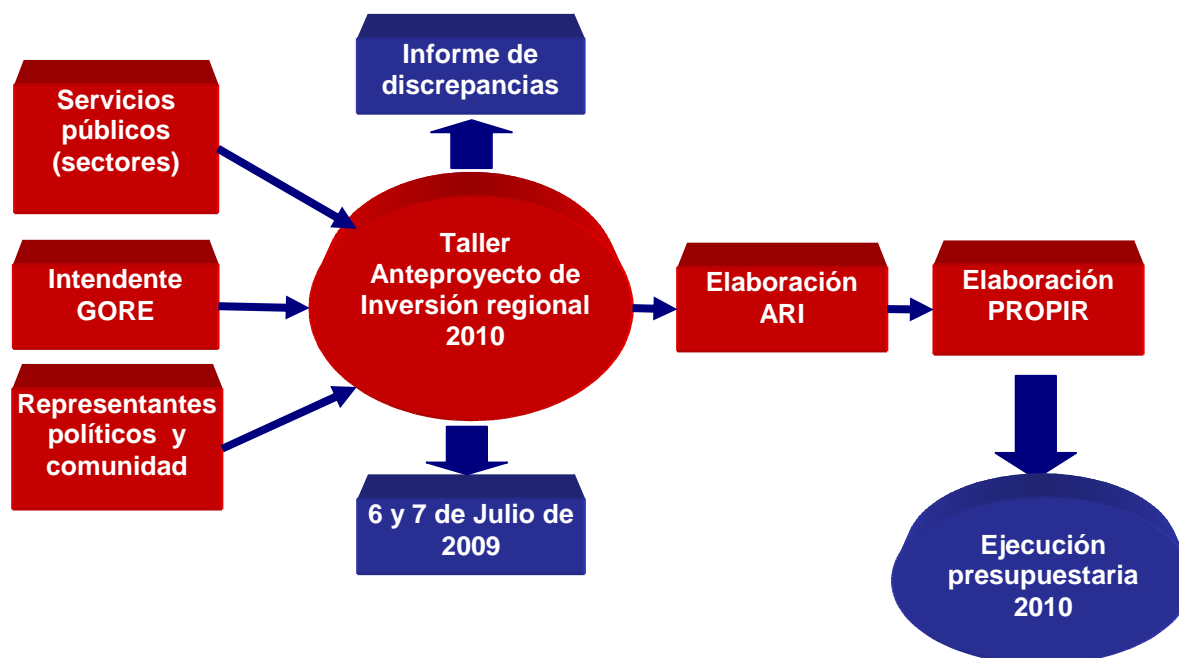 Informe de
discrepancias
Servicios
públicos
(sectores)
Intendente
GORE
Representantes
políticos y
comunidad
Taller
Anteproyecto de
Inversión regional
2010
6 y 7 de Julio de
2009
Elaboración
ARI
Elaboración
PROPIR
Ejecución
presupuestaria
2010